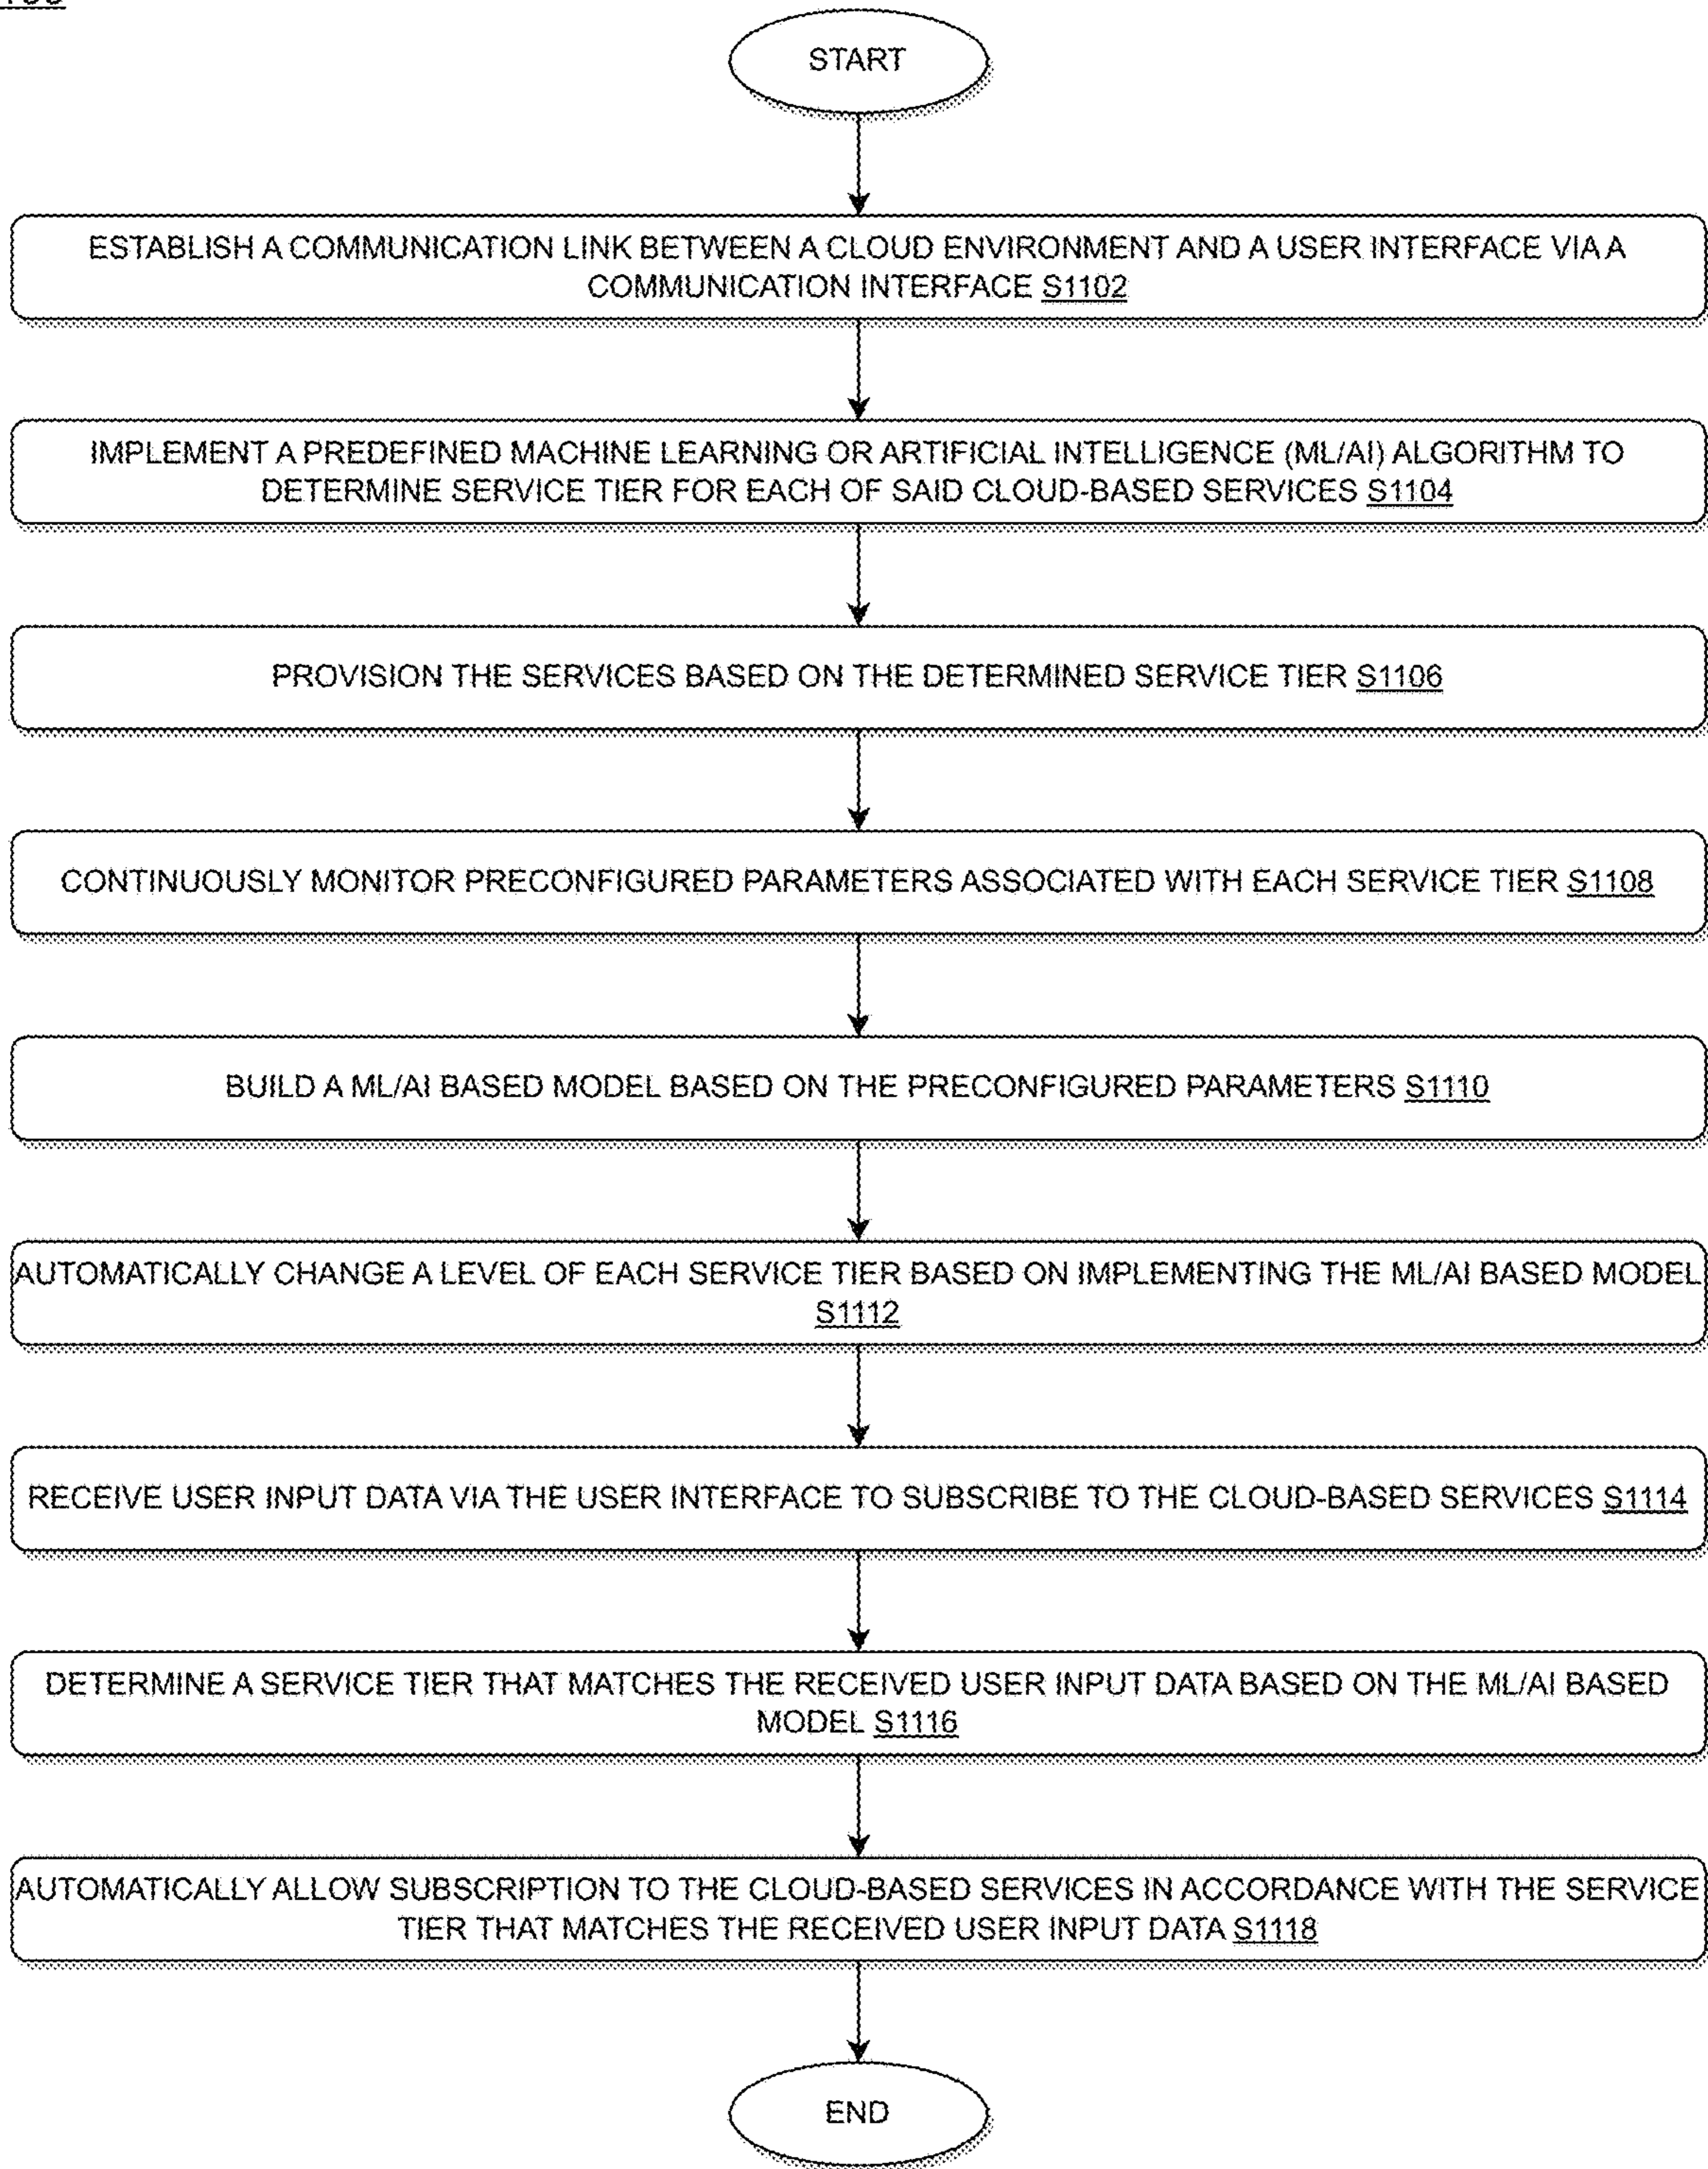 START
ESTABLISH A COMMUNICATION LINK BETWEEN A CLOUD ENVIRONMENT AND A USER INTERFACE VIA A
COMMUNICATION INTERFACE S1102
IMPLEMENT A PREDEFINED MACHINE LEARNING OR ARTIFICIAL INTELLIGENCE (ML/AI) ALGORITHM TO
DETERMINE SERVICE TIER FOR EACH OF SAID CLOUD-BASED SERVICES S1104
PROVISION THE SERVICES BASED ON THE DETERMINED SERVICE TIER S1106
CONTINUOUSLY MONITOR PRECONFIGURED PARAMETERS ASSOCIATED WITH EACH SERVICE TIER S1108
BUILD A ML/AI BASED MODEL BASED ON THE PRECONFIGURED PARAMETERS S1110
AUTOMATICALLY CHANGE A LEVEL OF EACH SERVICE TIER BASED ON IMPLEMENTING THE ML/AI BASED MODEL
S1112
RECEIVE USER INPUT DATA VIA THE USER INTERFACE TO SUBSCRIBE TO THE CLOUD-BASED SERVICES S1114
DETERMINE A SERVICE TIER THAT MATCHES THE RECEIVED USER INPUT DATA BASED ON THE ML/AI BASED
MODEL S1116
AUTOMATICALLY ALLOW SUBSCRIPTION TO THE CLOUD-BASED SERVICES IN ACCORDANCE WITH THE SERVICE
TIER THAT MATCHES THE RECEIVED USER INPUT DATA S1118
END